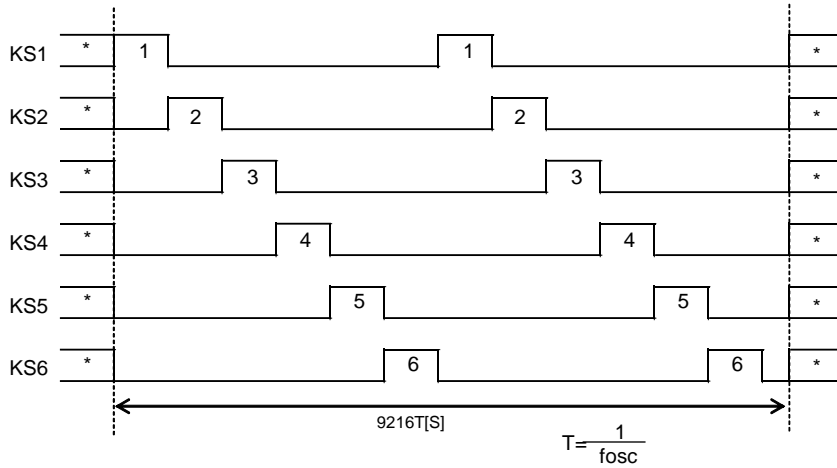 KS1 * 1 1 *
KS2 * 2 2 *
KS3 * 3 3 *
KS4 * 4 4 *
KS5 * 5 5 *
KS6 * 6 6 *
9216T[S]
T= 1
fosc